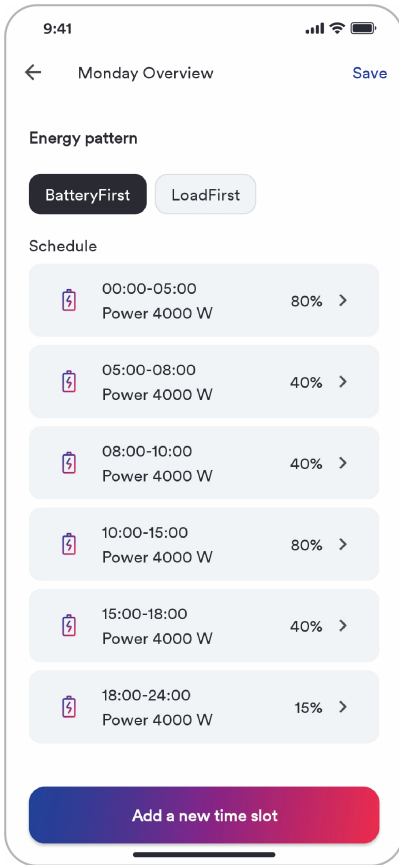 9:41
Monday Overview
Save
Energy pattern
BatteryFirst
LoadFirst
Schedule
00:00-05:00
Power 4000 W
80%
05:00-08:00
Power 4000 W
40%
08:00-10:00
Power 4000 W
40%
10:00-15:00
Power 4000 W
80%
15:00-18:00
Power 4000 W
40%
18:00-24:00
Power 4000 W
15%
Add a new time slot